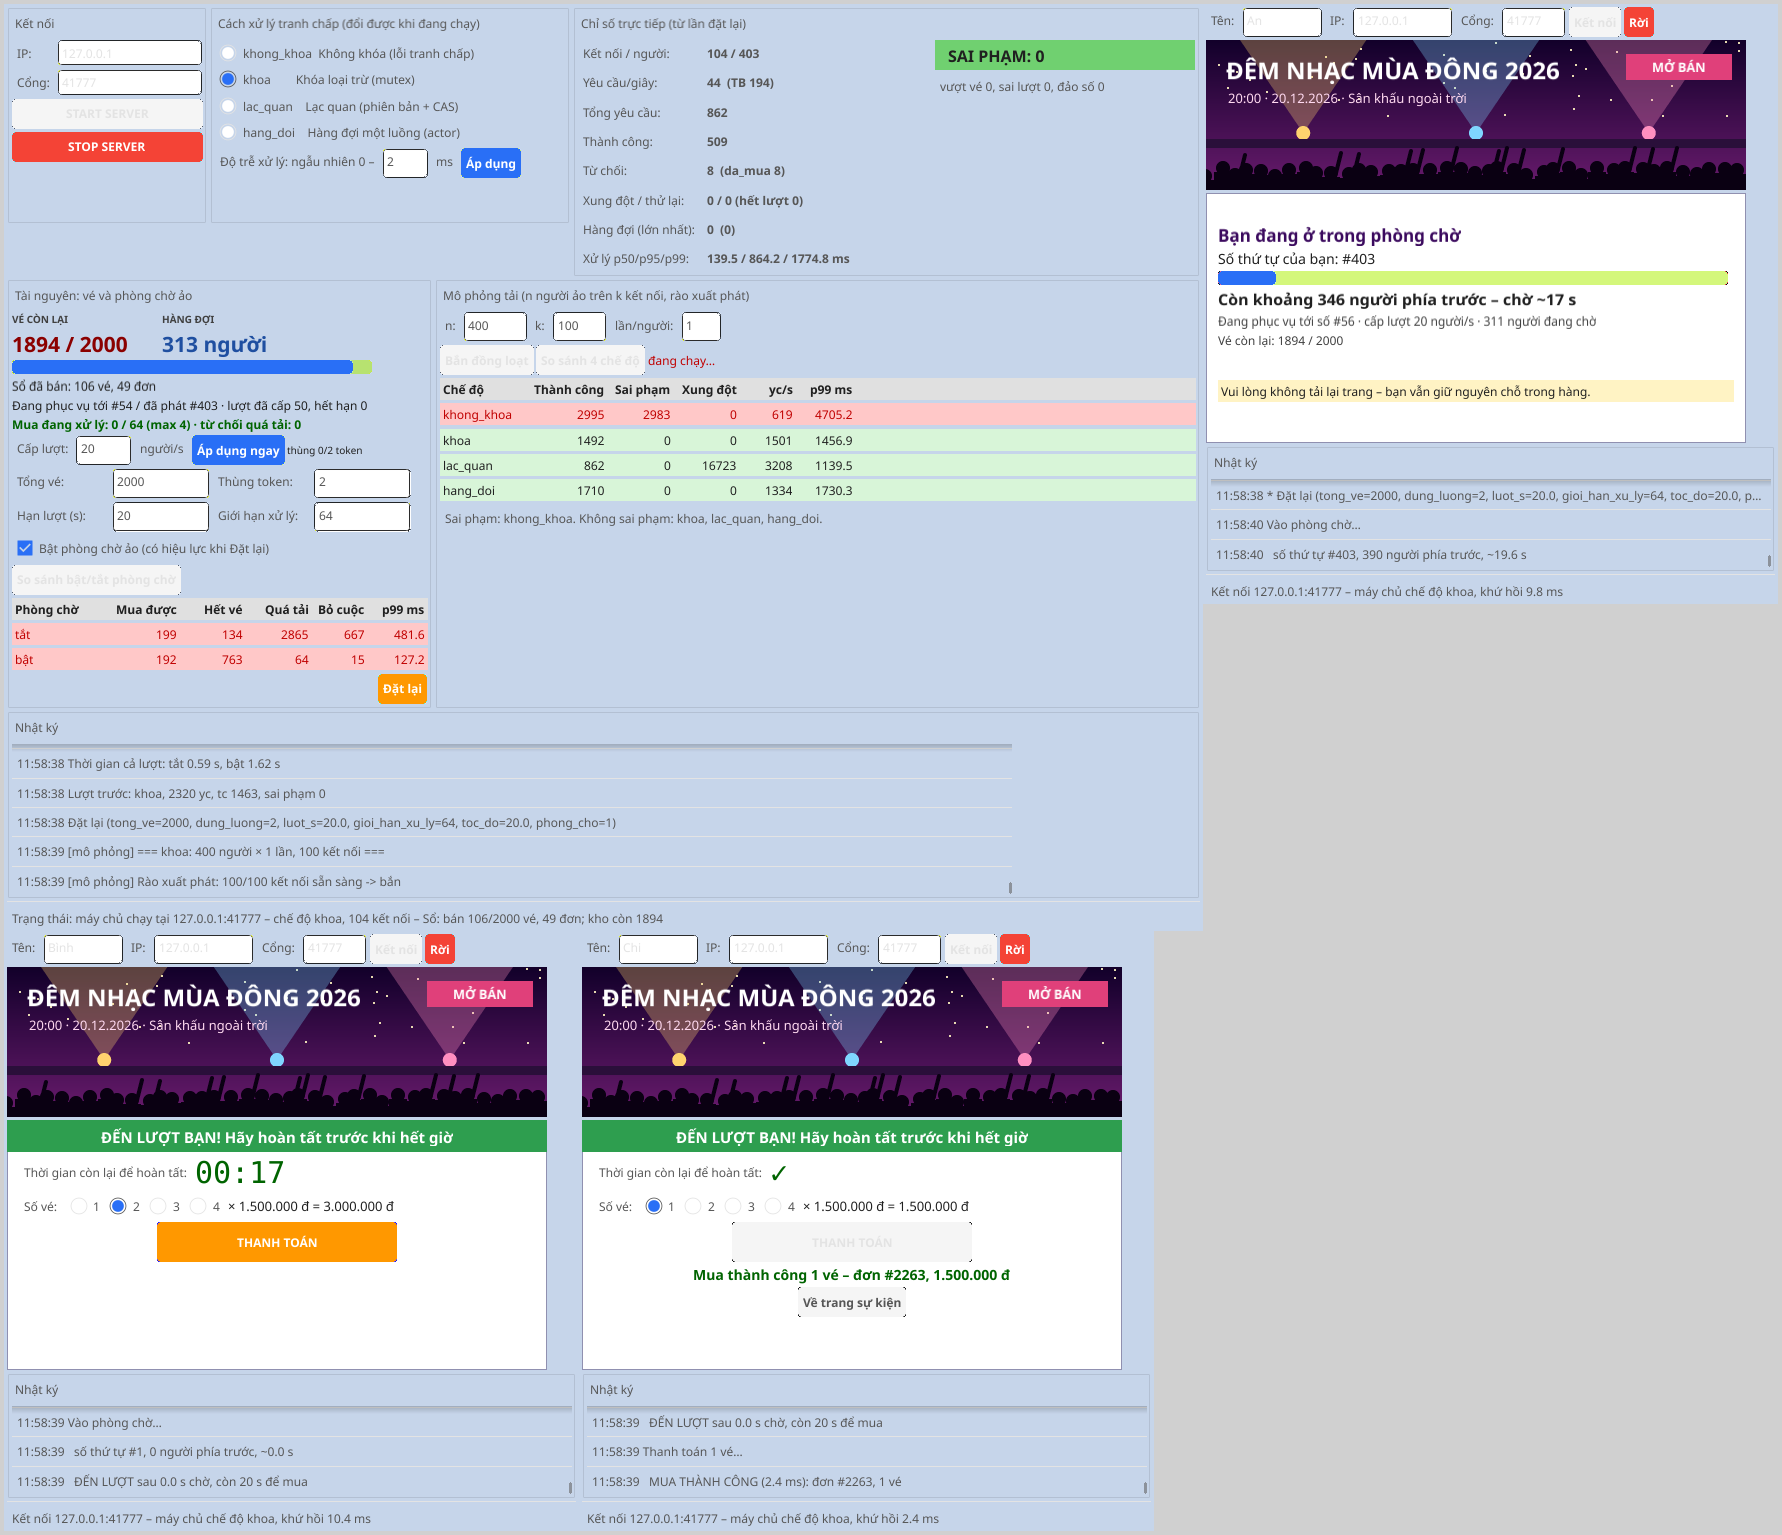 Kết nối
IP: 127.0.0.1
Cổng: 41777
START SERVER
STOP SERVER
Cách xử lý tranh chấp (đổi được khi đang chạy)
khong_khoa Không khóa (lỗi tranh chấp)
khoa Khóa loại trừ (mutex)
lac_quan Lạc quan (phiên bản + CAS)
hang_doi Hàng đợi một luồng (actor)
Độ trễ xử lý: ngẫu nhiên 0 – 2 ms Áp dụng
Chỉ số trực tiếp (từ lần đặt lại)
Kết nối / người: 104 / 403
Yêu cầu/giây: 44 (TB 194)
Tổng yêu cầu: 862
Thành công: 509
Từ chối: 8 (da_mua 8)
Xung đột / thử lại: 0 / 0 (hết lượt 0)
Hàng đợi (lớn nhất): 0 (0)
Xử lý p50/p95/p99: 139.5 / 864.2 / 1774.8 ms
SAI PHẠM: 0
vượt vé 0, sai lượt 0, đảo số 0
Tên: An IP: 127.0.0.1 Cổng: 41777 Kết nối Rời
ĐÊM NHẠC MÙA ĐÔNG 2026
MỞ BÁN
20:00 · 20.12.2026 · Sân khấu ngoài trời
Bạn đang ở trong phòng chờ
Số thứ tự của bạn: #403
Còn khoảng 346 người phía trước – chờ ~17 s
Đang phục vụ tới số #56 · cấp lượt 20 người/s · 311 người đang chờ
Vé còn lại: 1894 / 2000
Vui lòng không tải lại trang – bạn vẫn giữ nguyên chỗ trong hàng.
Nhật ký
11:58:38 * Đặt lại (tong_ve=2000, dung_luong=2, luot_s=20.0, gioi_han_xu_ly=64, toc_do=20.0, p...
11:58:40 Vào phòng chờ...
11:58:40 số thứ tự #403, 390 người phía trước, ~19.6 s
Kết nối 127.0.0.1:41777 – máy chủ chế độ khoa, khứ hồi 9.8 ms
Tài nguyên: vé và phòng chờ ảo
VÉ CÒN LẠI HÀNG ĐỢI
1894 / 2000 313 người
Sổ đã bán: 106 vé, 49 đơn
Đang phục vụ tới #54 / đã phát #403 · lượt đã cấp 50, hết hạn 0
Mua đang xử lý: 0 / 64 (max 4) · từ chối quá tải: 0
Cấp lượt: 20 người/s Áp dụng ngay thùng 0/2 token
Tổng vé: 2000 Thùng token: 2
Hạn lượt (s): 20 Giới hạn xử lý: 64
Bật phòng chờ ảo (có hiệu lực khi Đặt lại)
So sánh bật/tắt phòng chờ
Phòng chờ Mua được Hết vé Quá tải Bỏ cuộc p99 ms
tắt 199 134 2865 667 481.6
bật 192 763 64 15 127.2
Đặt lại
Mô phỏng tải (n người ảo trên k kết nối, rào xuất phát)
n: 400 k: 100 lần/người: 1
Bắn đồng loạt So sánh 4 chế độ đang chạy...
Chế độ Thành công Sai phạm Xung đột yc/s p99 ms
khong_khoa 2995 2983 0 619 4705.2
khoa 1492 0 0 1501 1456.9
lac_quan 862 0 16723 3208 1139.5
hang_doi 1710 0 0 1334 1730.3
Sai phạm: khong_khoa. Không sai phạm: khoa, lac_quan, hang_doi.
Nhật ký
11:58:38 Thời gian cả lượt: tắt 0.59 s, bật 1.62 s
11:58:38 Lượt trước: khoa, 2320 yc, tc 1463, sai phạm 0
11:58:38 Đặt lại (tong_ve=2000, dung_luong=2, luot_s=20.0, gioi_han_xu_ly=64, toc_do=20.0, phong_cho=1)
11:58:39 [mô phỏng] === khoa: 400 người × 1 lần, 100 kết nối ===
11:58:39 [mô phỏng] Rào xuất phát: 100/100 kết nối sẵn sàng -> bắn
Trạng thái: máy chủ chạy tại 127.0.0.1:41777 – chế độ khoa, 104 kết nối – Sổ: bán 106/2000 vé, 49 đơn; kho còn 1894
Tên: Bình IP: 127.0.0.1 Cổng: 41777 Kết nối Rời
ĐÊM NHẠC MÙA ĐÔNG 2026
MỞ BÁN
20:00 · 20.12.2026 · Sân khấu ngoài trời
ĐẾN LƯỢT BẠN! Hãy hoàn tất trước khi hết giờ
Thời gian còn lại để hoàn tất: 00:17
Số vé: 1 2 3 4 × 1.500.000 đ = 3.000.000 đ
THANH TOÁN
Nhật ký
11:58:39 Vào phòng chờ...
11:58:39 số thứ tự #1, 0 người phía trước, ~0.0 s
11:58:39 ĐẾN LƯỢT sau 0.0 s chờ, còn 20 s để mua
Kết nối 127.0.0.1:41777 – máy chủ chế độ khoa, khứ hồi 10.4 ms
Tên: Chi IP: 127.0.0.1 Cổng: 41777 Kết nối Rời
ĐÊM NHẠC MÙA ĐÔNG 2026
MỞ BÁN
20:00 · 20.12.2026 · Sân khấu ngoài trời
ĐẾN LƯỢT BẠN! Hãy hoàn tất trước khi hết giờ
Thời gian còn lại để hoàn tất: ✓
Số vé: 1 2 3 4 × 1.500.000 đ = 1.500.000 đ
THANH TOÁN
Mua thành công 1 vé – đơn #2263, 1.500.000 đ
Về trang sự kiện
Nhật ký
11:58:39 ĐẾN LƯỢT sau 0.0 s chờ, còn 20 s để mua
11:58:39 Thanh toán 1 vé...
11:58:39 MUA THÀNH CÔNG (2.4 ms): đơn #2263, 1 vé
Kết nối 127.0.0.1:41777 – máy chủ chế độ khoa, khứ hồi 2.4 ms